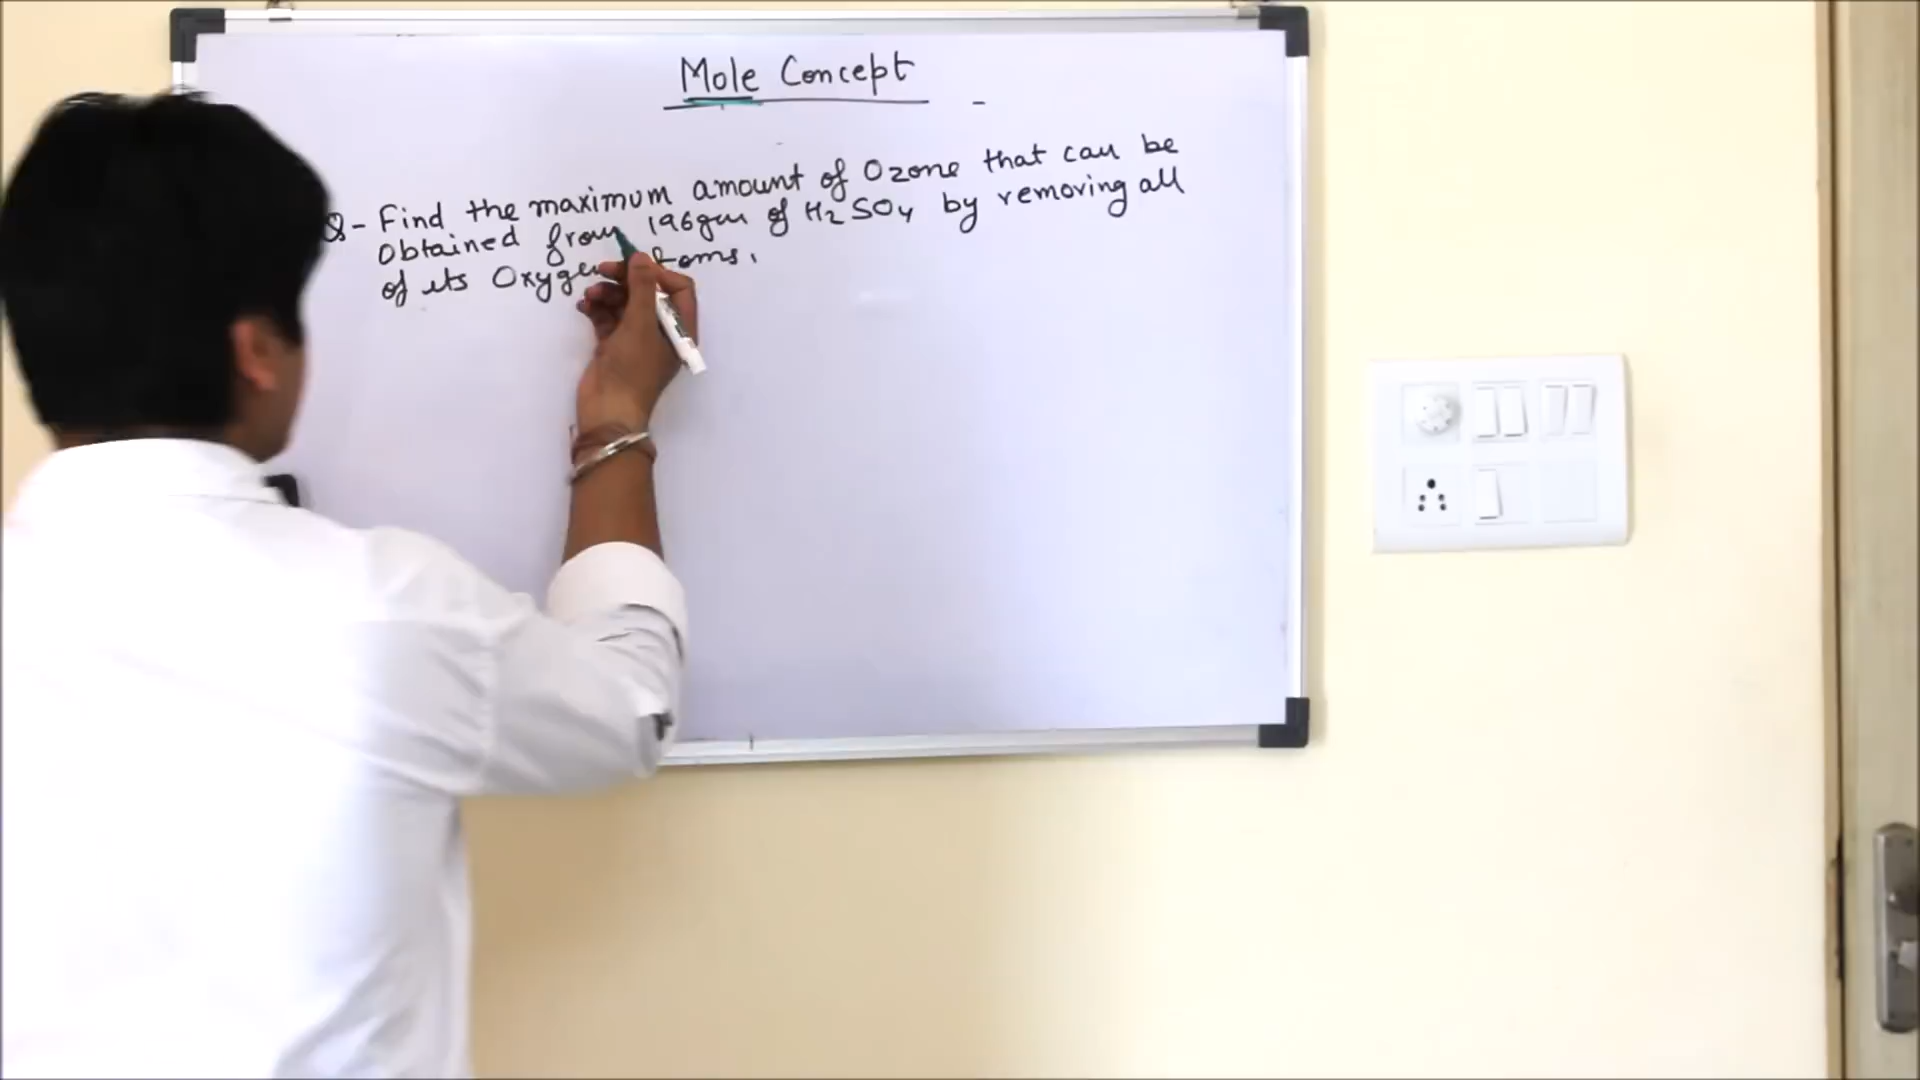 Mole Concept
Q- Find the maximum amount of Ozone that can be
Obtained from 196gm of H2SO4 by removing all
of its Oxygen